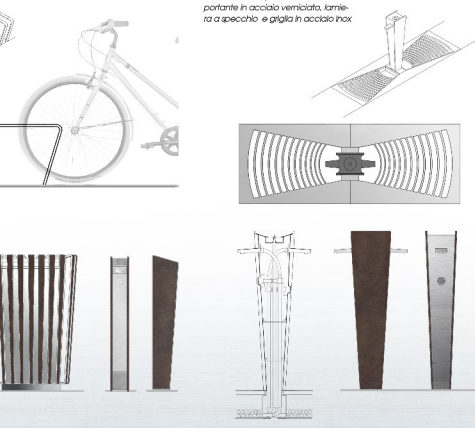 portante in acciaio verniciato, lamie-
ra a specchio e griglia in acciaio inox